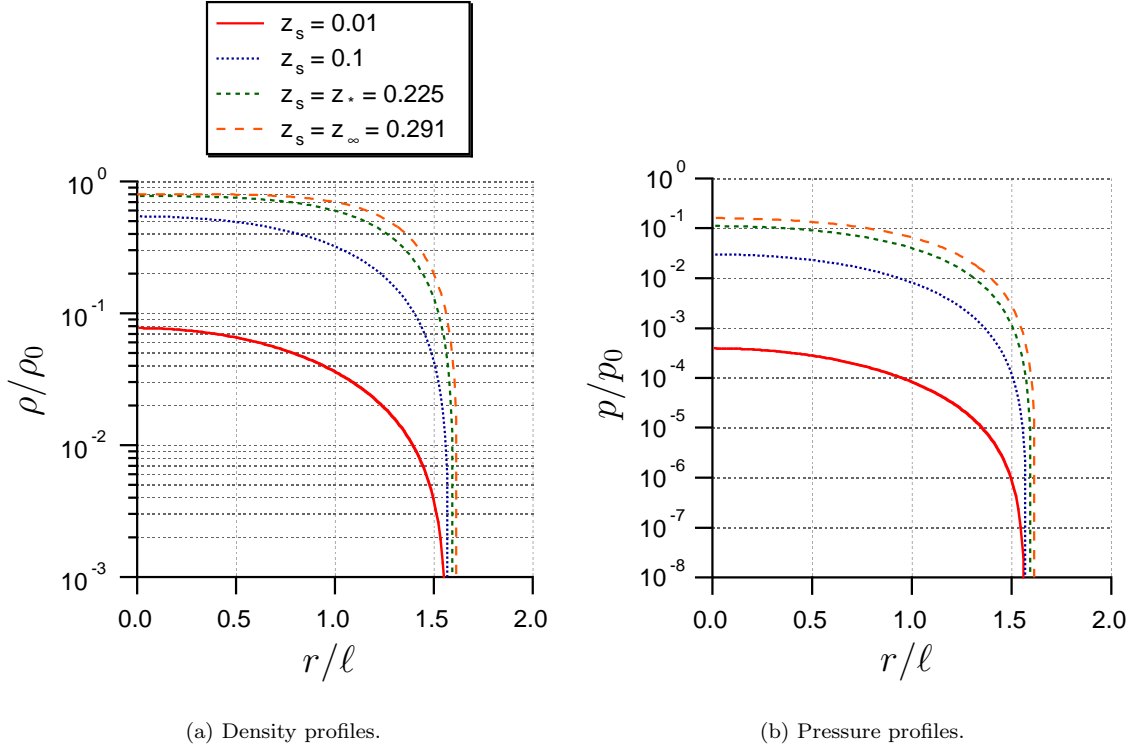 z_s = 0.01
z_s = 0.1
z_s = z_* = 0.225
z_s = z_∞ = 0.291
10^0
10^-1
10^-2
10^-3
ρ/ρ_0
0.0 0.5 1.0 1.5 2.0
r/ℓ
10^0
10^-1
10^-2
10^-3
10^-4
10^-5
10^-6
10^-7
10^-8
p/p_0
0.0 0.5 1.0 1.5 2.0
r/ℓ
(a) Density profiles.
(b) Pressure profiles.